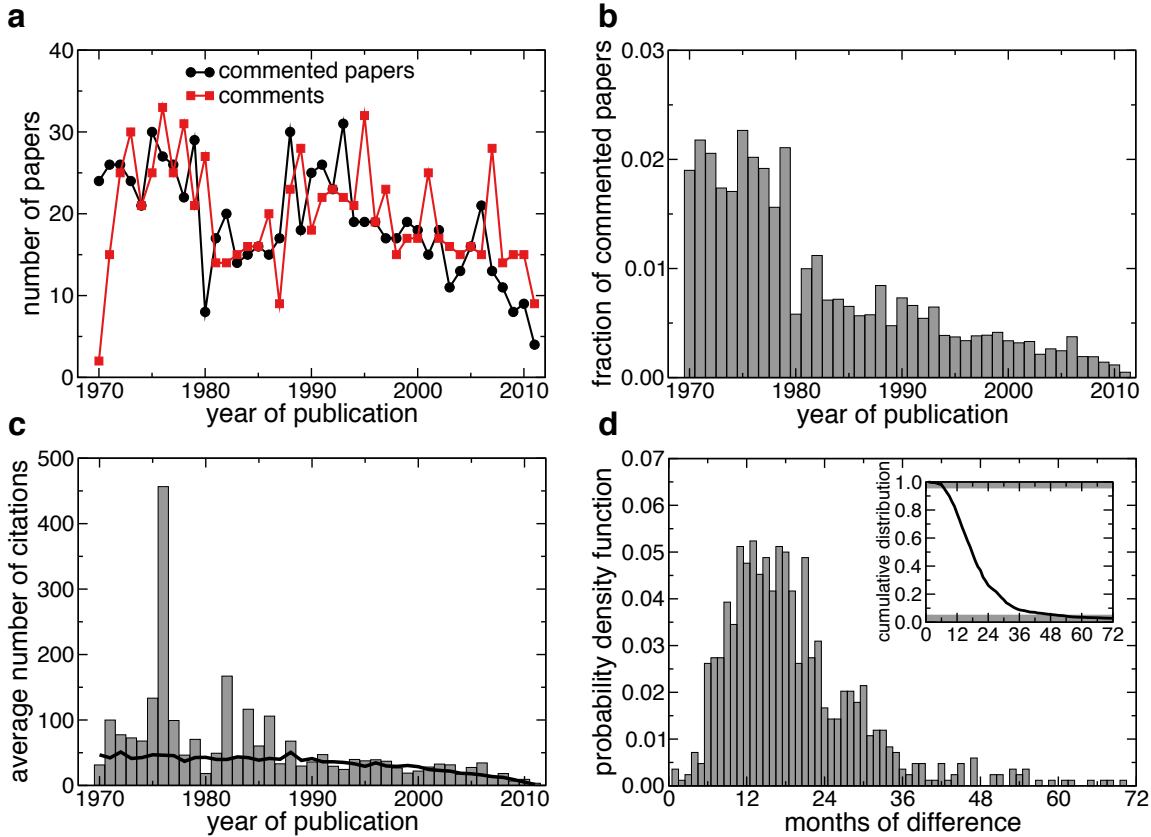 a
40
30
20
10
0
number of papers
commented papers
comments
1970 1980 1990 2000 2010
year of publication
b
0.03
0.02
0.01
0.00
fraction of commented papers
1970 1980 1990 2000 2010
year of publication
c
500
400
300
200
100
0
average number of citations
1970 1980 1990 2000 2010
year of publication
d
0.07
0.06
0.05
0.04
0.03
0.02
0.01
0.00
probability density function
0 12 24 36 48 60 72
months of difference
1.0
0.8
0.6
0.4
0.2
0.0
cumulative distribution
0 12 24 36 48 60 72